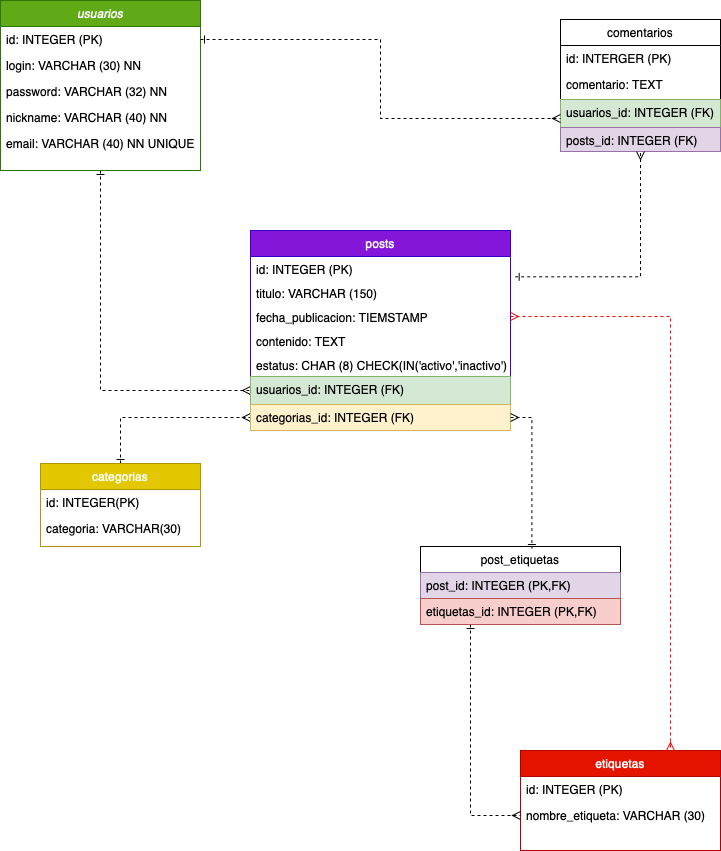 usuarios
id: INTEGER (PK)
login: VARCHAR (30) NN
password: VARCHAR (32) NN
nickname: VARCHAR (40) NN
email: VARCHAR (40) NN UNIQUE
comentarios
id: INTERGER (PK)
comentario: TEXT
usuarios_id: INTEGER (FK)
posts_id: INTEGER (FK)
posts
id: INTEGER (PK)
titulo: VARCHAR (150)
fecha_publicacion: TIEMSTAMP
contenido: TEXT
estatus: CHAR (8) CHECK(IN('activo','inactivo')
usuarios_id: INTEGER (FK)
categorias_id: INTEGER (FK)
categorias
id: INTEGER(PK)
categoria: VARCHAR(30)
post_etiquetas
post_id: INTEGER (PK,FK)
etiquetas_id: INTEGER (PK,FK)
etiquetas
id: INTEGER (PK)
nombre_etiqueta: VARCHAR (30)